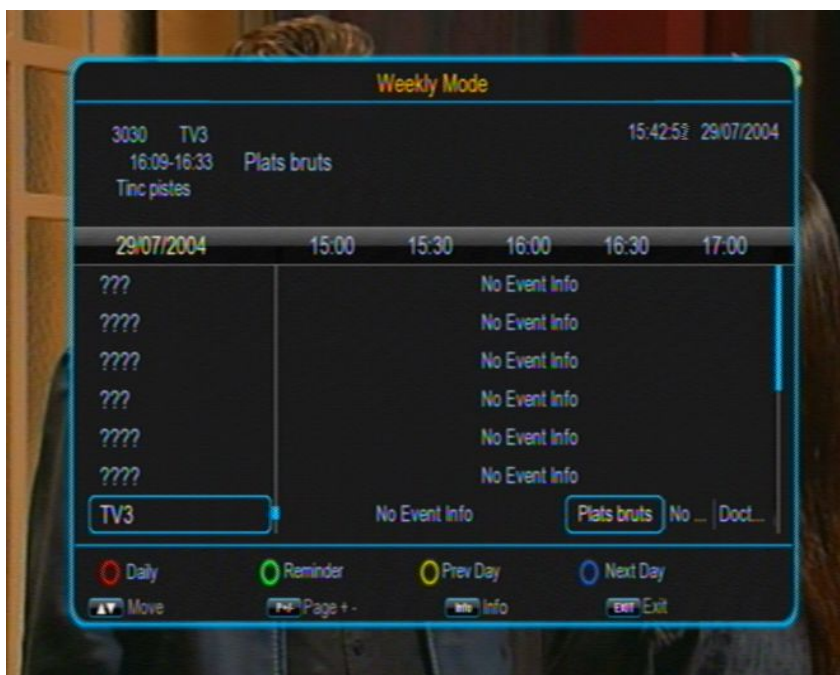 Weekly Mode
3030 TV3 15:42:52 29/07/2004
16:09-16:33 Plats bruts
Tinc pistes
29/07/2004 15:00 15:30 16:00 16:30 17:00
??? No Event Info
???? No Event Info
???? No Event Info
??? No Event Info
???? No Event Info
???? No Event Info
TV3 No Event Info Plats bruts No ... Doct...
Daily Reminder Prev Day Next Day
Move P+/- Page + - Info Info EXIT Exit